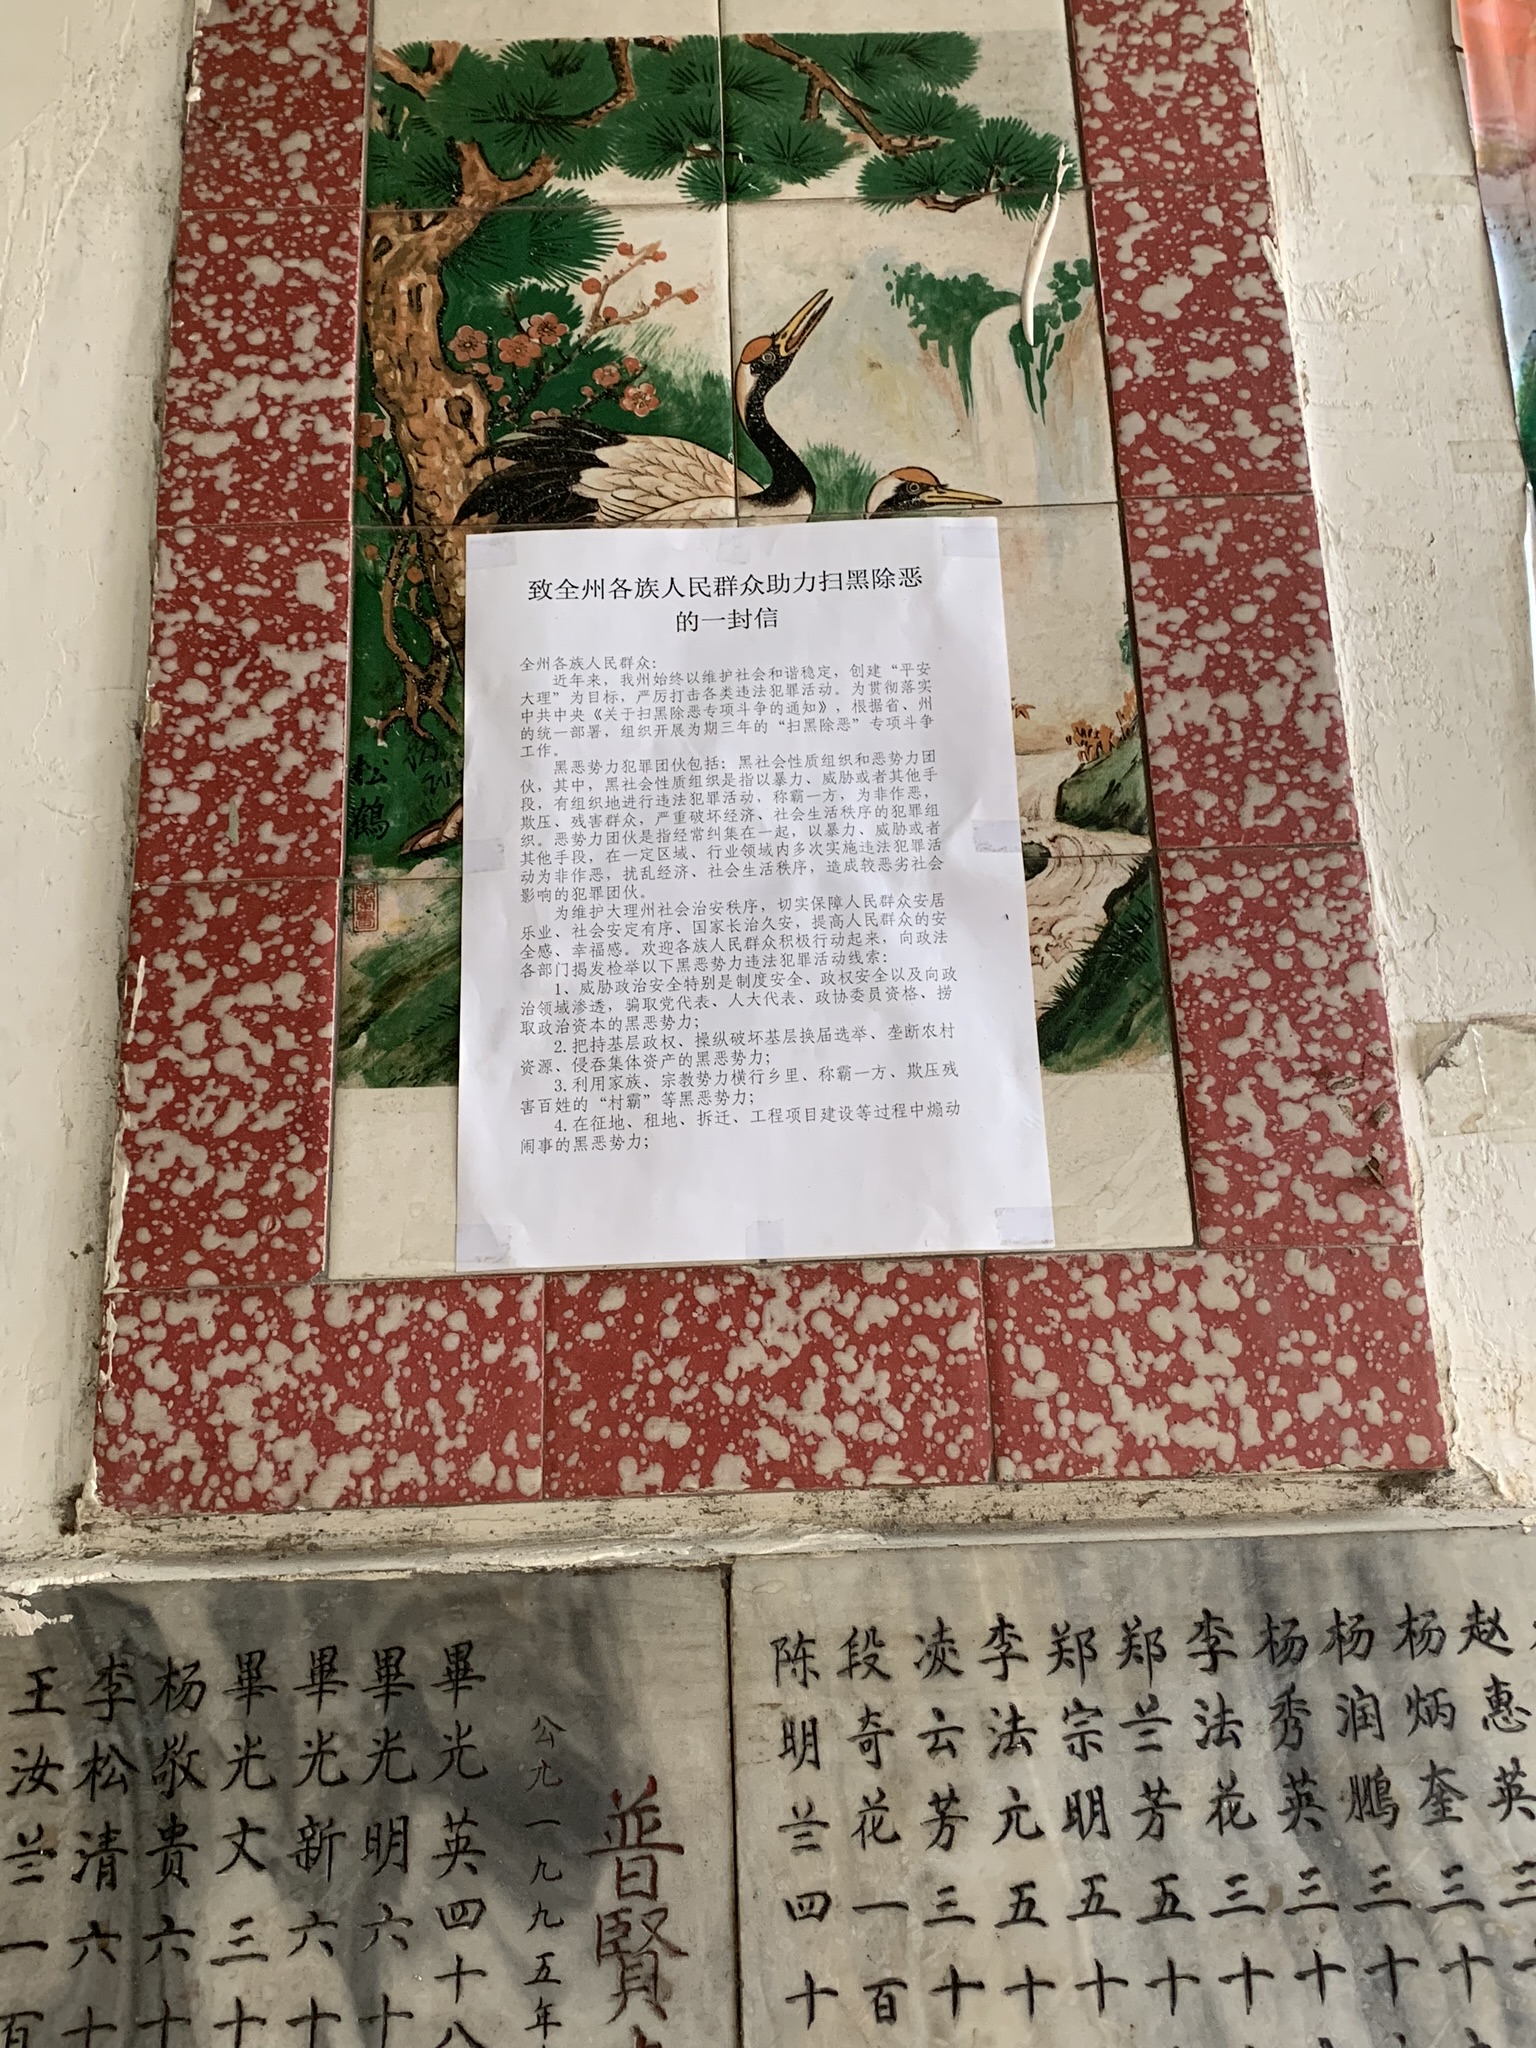 致全州各族人民群众助力扫黑除恶
的一封信
全州各族人民群众：
近年来，我州始终以维护社会和谐稳定，创建“平安
大理”为目标，严厉打击各类违法犯罪活动。为贯彻落实
中共中央《关于扫黑除恶专项斗争的通知》，根据省、州
的统一部署，组织开展为期三年的“扫黑除恶”专项斗争
工作。
黑恶势力犯罪团伙包括：黑社会性质组织和恶势力团
伙，其中，黑社会性质组织是指以暴力、威胁或者其他手
段，有组织地进行违法犯罪活动，称霸一方，为非作恶，
欺压、残害群众，严重破坏经济、社会生活秩序的犯罪组
织。恶势力团伙是指经常纠集在一起，以暴力、威胁或者
其他手段，在一定区域、行业领域内多次实施违法犯罪活
动为非作恶，扰乱经济、社会生活秩序，造成较恶劣社会
影响的犯罪团伙。
为维护大理州社会治安秩序，切实保障人民群众安居
乐业、社会安定有序、国家长治久安，提高人民群众的安
全感、幸福感。欢迎各族人民群众积极行动起来，向政法
各部门揭发检举以下黑恶势力违法犯罪活动线索：
1、威胁政治安全特别是制度安全、政权安全以及向政
治领域渗透，骗取党代表、人大代表、政协委员资格、捞
取政治资本的黑恶势力；
2.把持基层政权、操纵破坏基层换届选举、垄断农村
资源、侵吞集体资产的黑恶势力；
3.利用家族、宗教势力横行乡里、称霸一方、欺压残
害百姓的“村霸”等黑恶势力；
4.在征地、租地、拆迁、工程项目建设等过程中煽动
闹事的黑恶势力；
松鶴
赵惠英三十
杨炳奎三十
杨润鹏三十
杨秀英三十
李法花三十
郑兰芳五十
郑宗明五十
李法元五十
凌云芳三十
段奇花一百
陈明兰四十
普賢
公元一九九五年
畢光英四十八
畢光明六十
畢光新六十
畢光文三十
杨敬贵六十
李松清六十
王汝兰一百